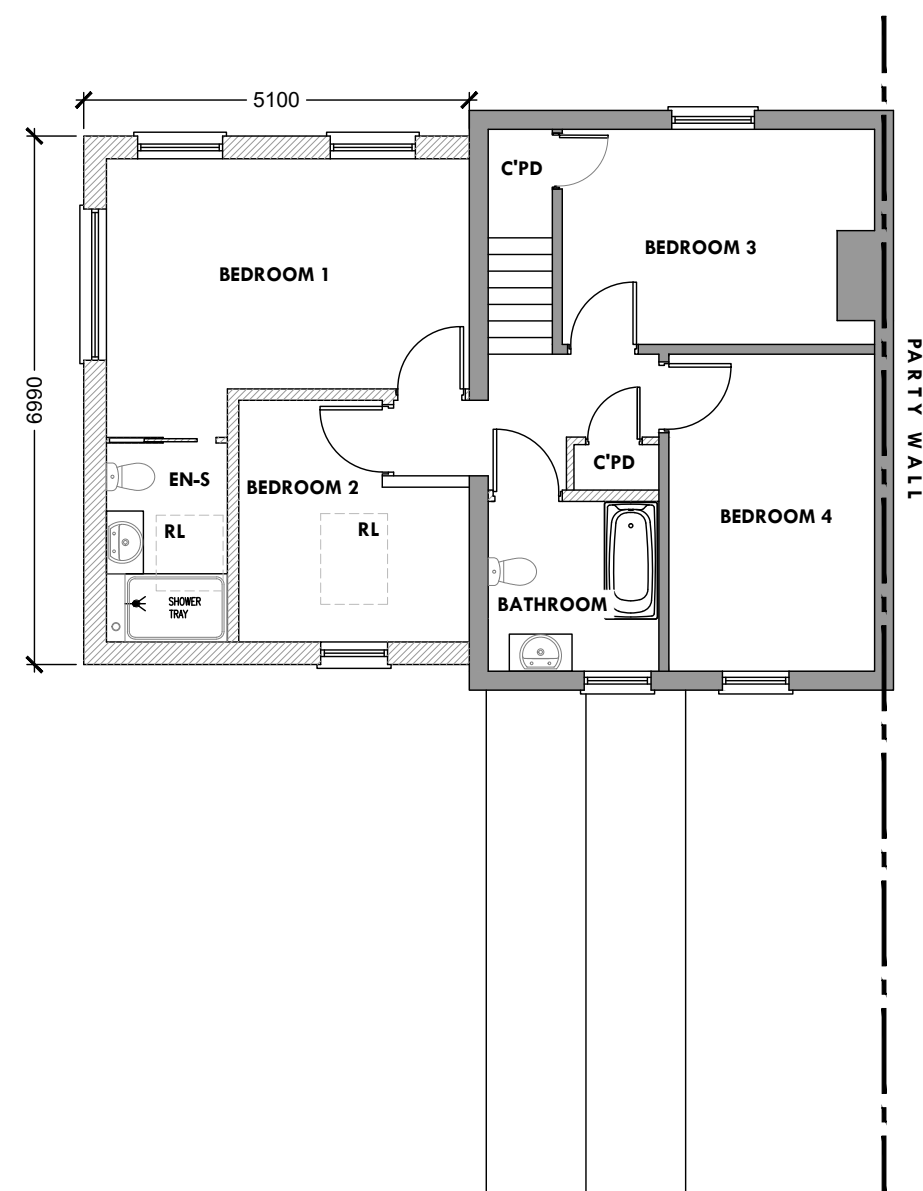 5100
C'PD
BEDROOM 3
BEDROOM 1
PARTY WALL
6990
C'PD
EN-S
BEDROOM 2
BEDROOM 4
RL
RL
SHOWER
TRAY
BATHROOM